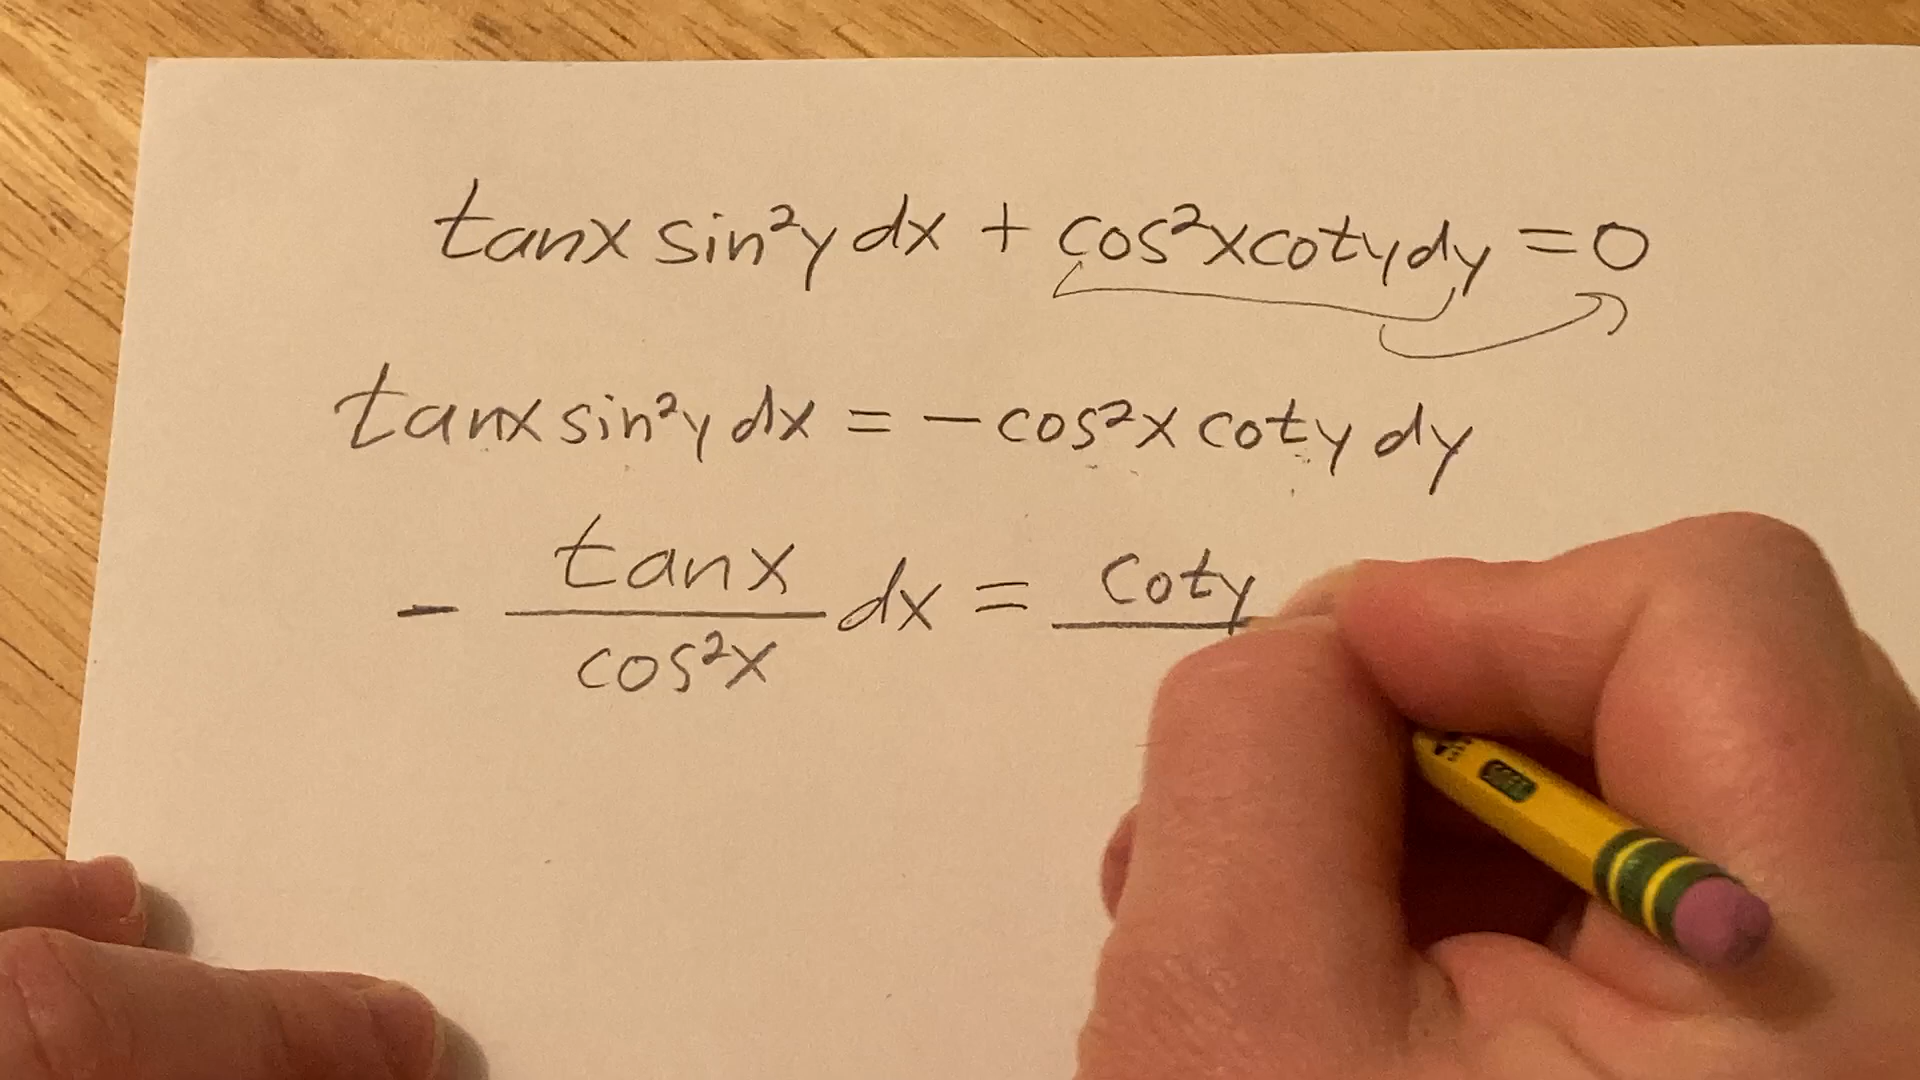 tanx sin²y dx + cos²x coty dy = 0
tanx sin²y dx = - cos²x coty dy
- tanx / cos²x dx = coty /